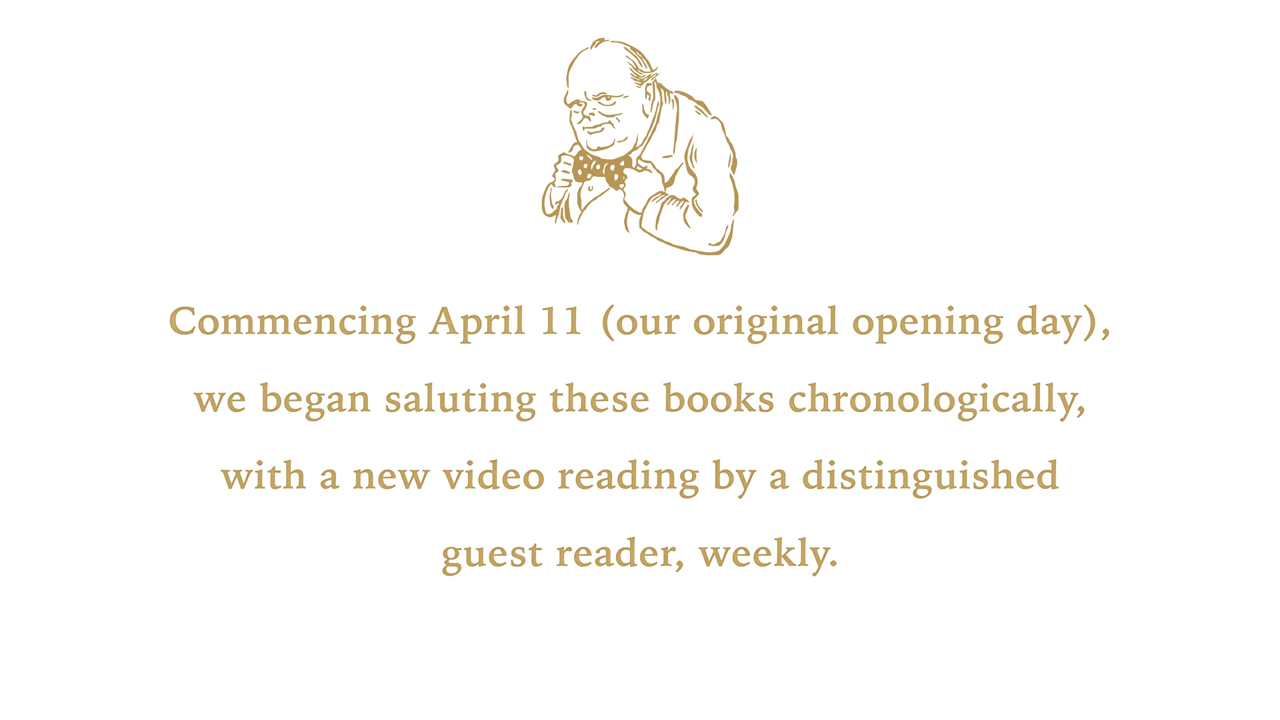 Commencing April 11 (our original opening day),
we began saluting these books chronologically,
with a new video reading by a distinguished
guest reader, weekly.